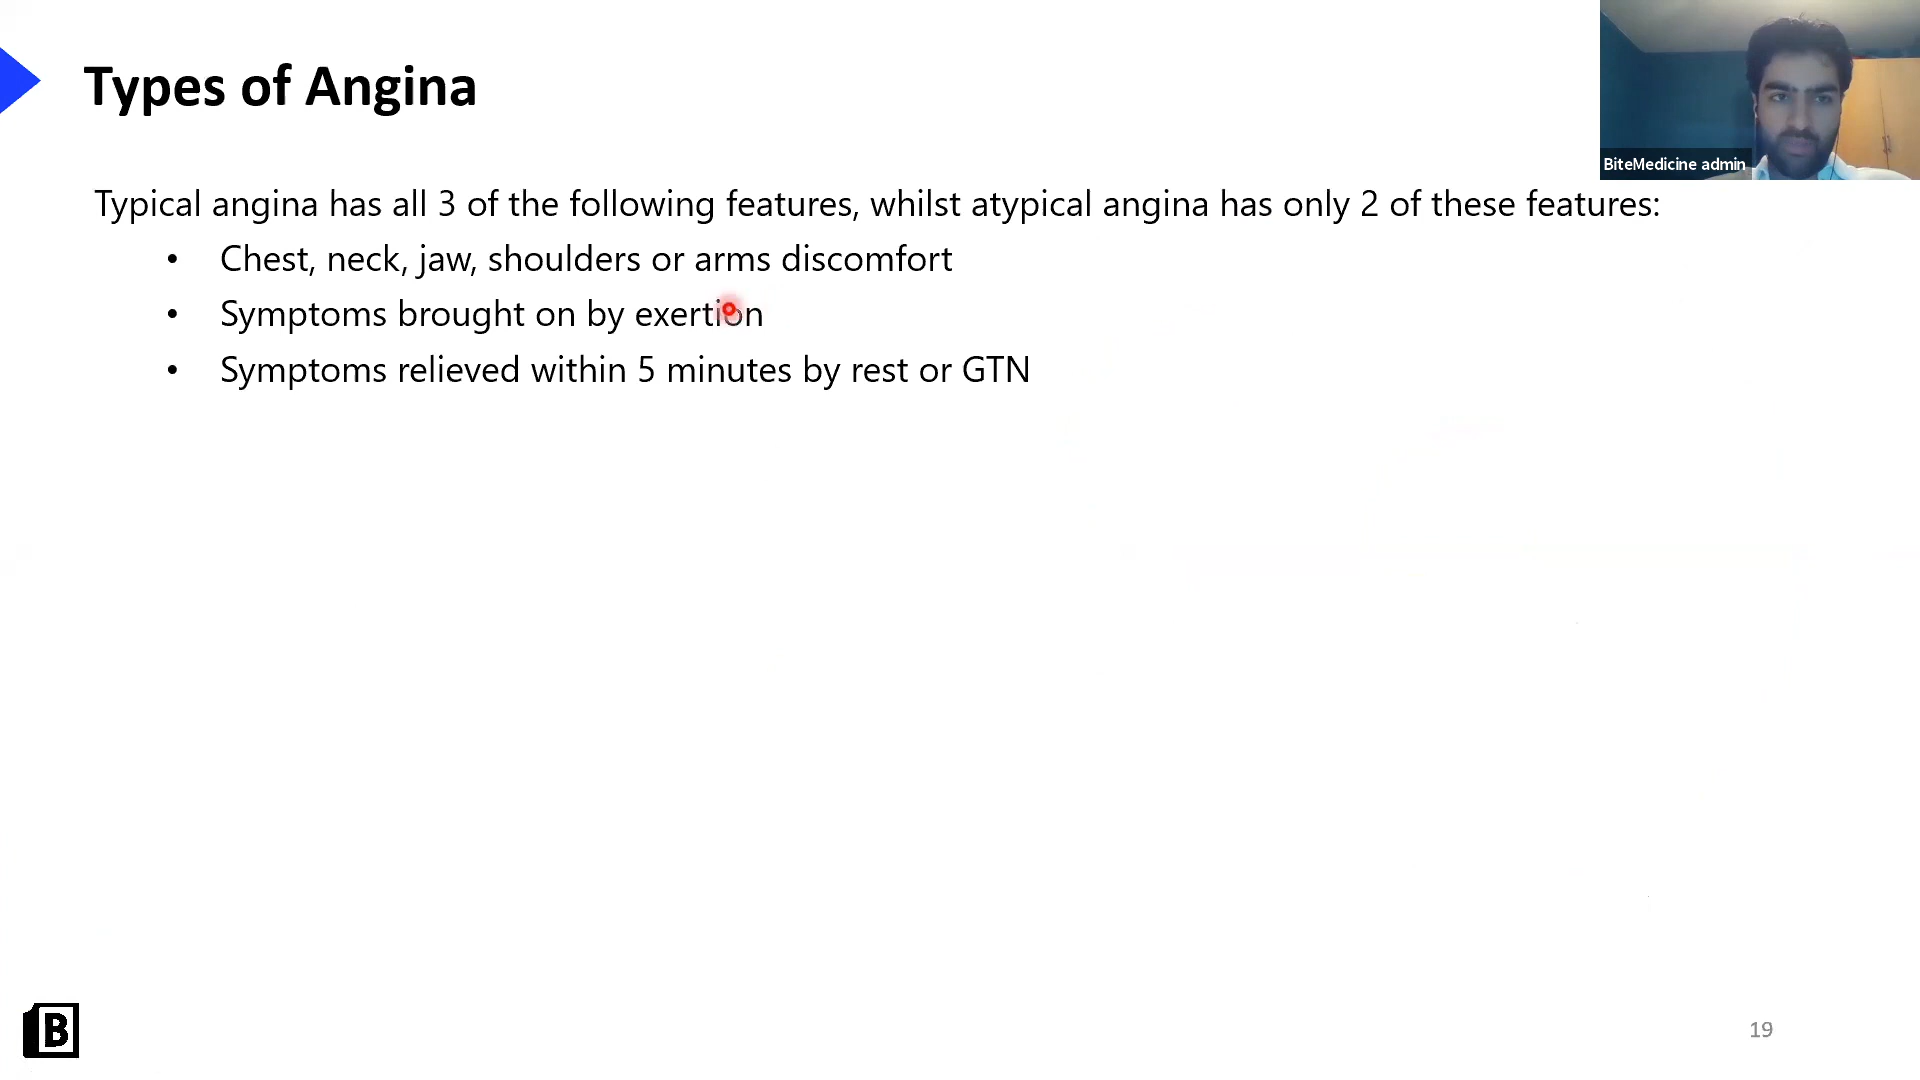 Types of Angina
BiteMedicine admin
Typical angina has all 3 of the following features, whilst atypical angina has only 2 of these features:
• Chest, neck, jaw, shoulders or arms discomfort
• Symptoms brought on by exertion
• Symptoms relieved within 5 minutes by rest or GTN
B
19